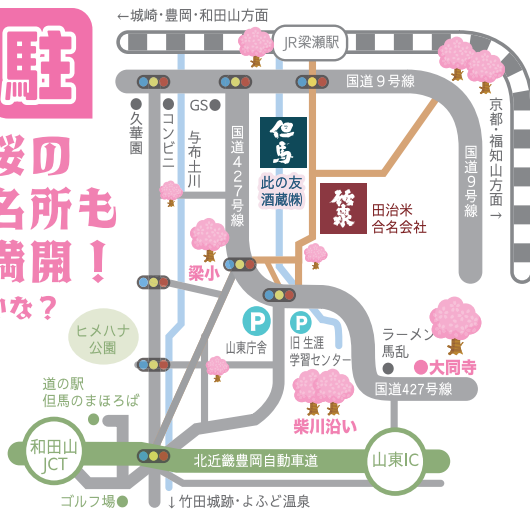 ←城崎・豊岡・和田山方面
駐
桜の
名所も
満開！
かな？
JR梁瀬駅
国道９号線
京都・福知山方面→
久華園
コンビニ
GS
与布土川
国道４２７号線
但馬
此の友
酒蔵㈱
竹泉
田治米
合名会社
国道９号線
梁小
ヒメハナ
公園
P
P
山東庁舎
旧 生涯
学習センター
ラーメン
馬乱
大同寺
国道427号線
道の駅
但馬のまほろば
柴川沿い
和田山
JCT
北近畿豊岡自動車道
山東IC
ゴルフ場
↓竹田城跡・よふど温泉